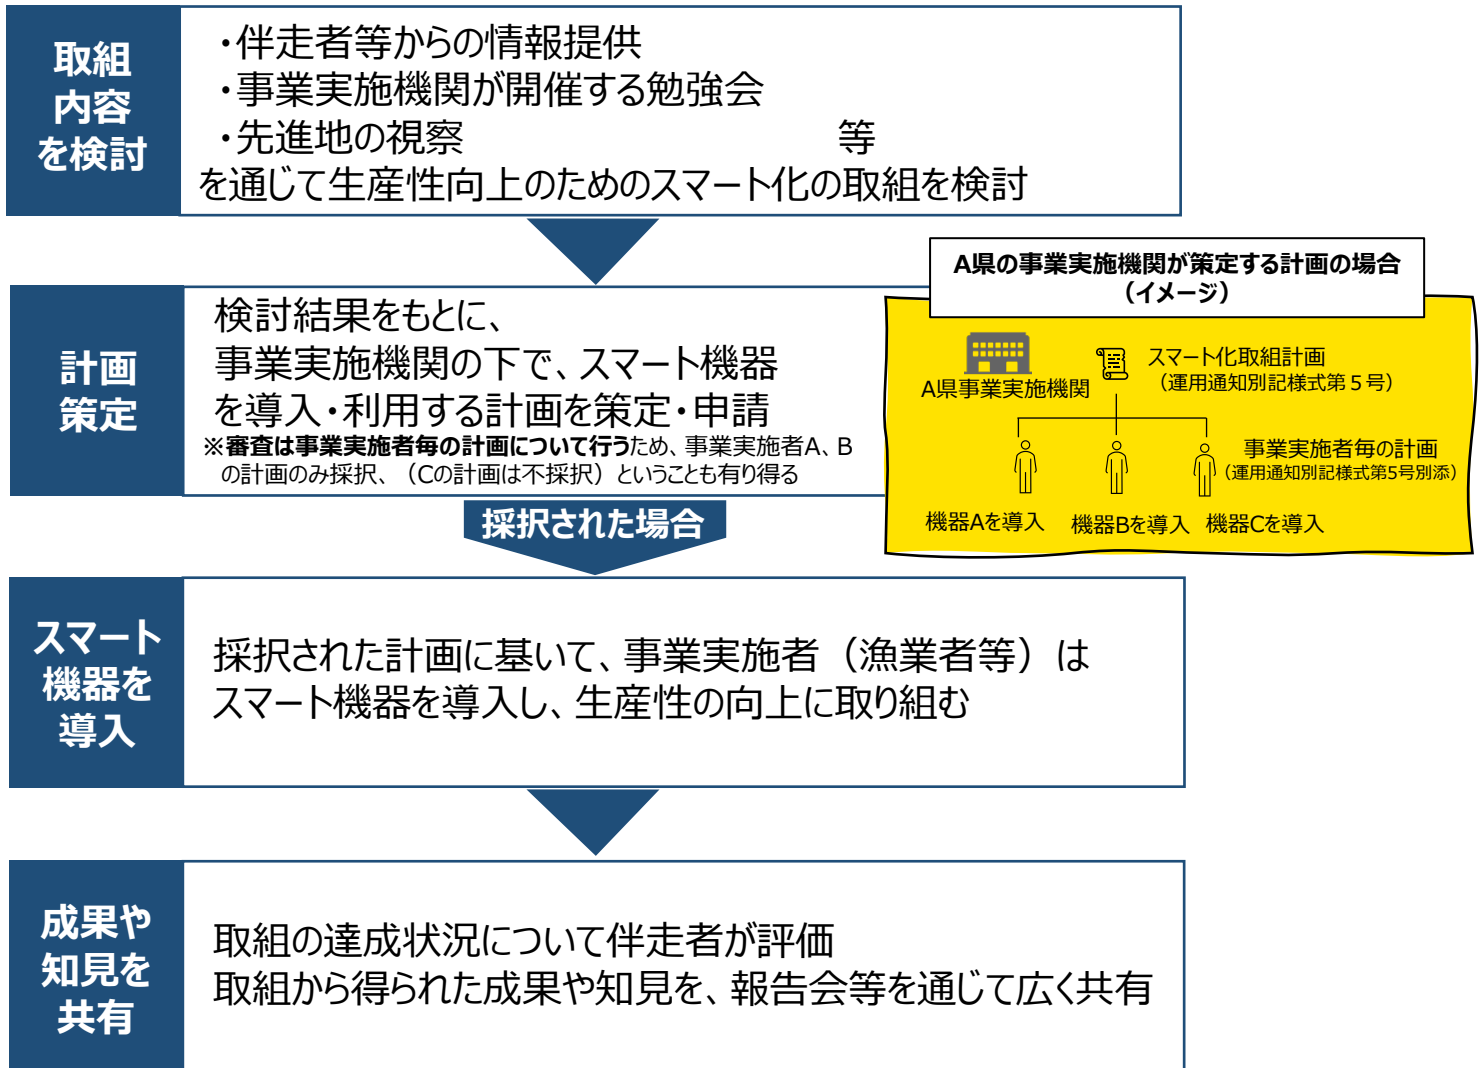 取組
内容
を検討
・伴走者等からの情報提供
・事業実施機関が開催する勉強会
・先進地の視察　　　　　　　　　等
を通じて生産性向上のためのスマート化の取組を検討
計画
策定
検討結果をもとに、
事業実施機関の下で、スマート機器
を導入・利用する計画を策定・申請
※審査は事業実施者毎の計画について行うため、事業実施者A、B
の計画のみ採択、（Cの計画は不採択）ということも有り得る
A県の事業実施機関が策定する計画の場合
（イメージ）
A県事業実施機関
スマート化取組計画
（運用通知別記様式第５号）
事業実施者毎の計画
（運用通知別記様式第5号別添）
機器Aを導入　機器Bを導入　機器Cを導入
採択された場合
スマート
機器を
導入
採択された計画に基いて、事業実施者（漁業者等）は
スマート機器を導入し、生産性の向上に取り組む
成果や
知見を
共有
取組の達成状況について伴走者が評価
取組から得られた成果や知見を、報告会等を通じて広く共有